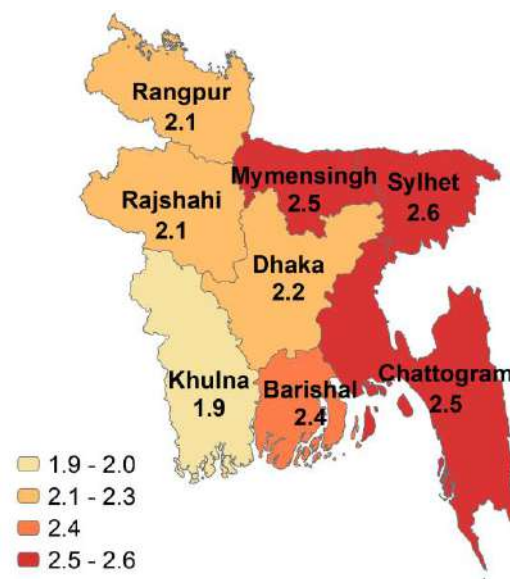 Rangpur
2.1
Mymensingh
2.5
Sylhet
2.6
Rajshahi
2.1
Dhaka
2.2
Khulna
1.9
Barishal
2.4
Chattogram
2.5
1.9 - 2.0
2.1 - 2.3
2.4
2.5 - 2.6